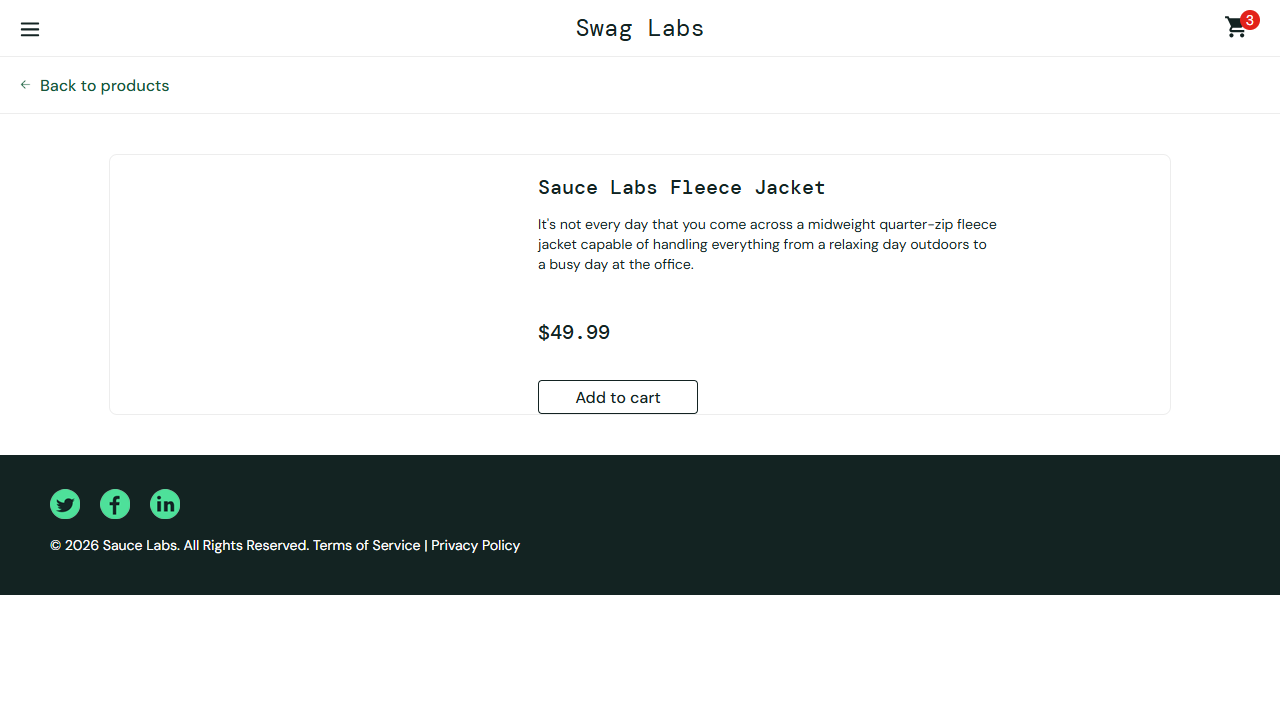 Swag Labs
3
Back to products
Sauce Labs Fleece Jacket
It's not every day that you come across a midweight quarter-zip fleece
jacket capable of handling everything from a relaxing day outdoors to
a busy day at the office.
$49.99
Add to cart
© 2026 Sauce Labs. All Rights Reserved. Terms of Service | Privacy Policy